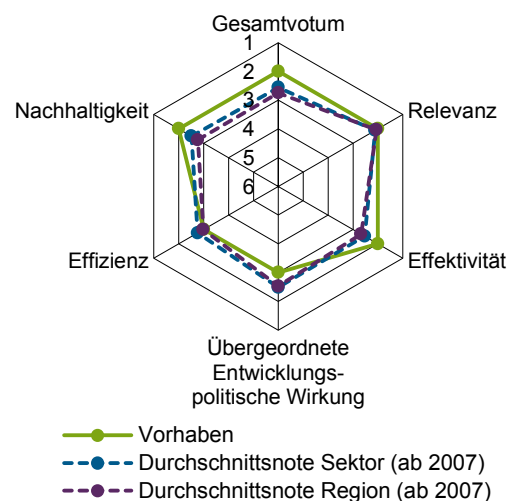 Gesamtvotum
1
2
3
4
5
6
Nachhaltigkeit
Relevanz
Effizienz
Effektivität
Übergeordnete
Entwicklungs-
politische Wirkung
Vorhaben
Durchschnittsnote Sektor (ab 2007)
Durchschnittsnote Region (ab 2007)